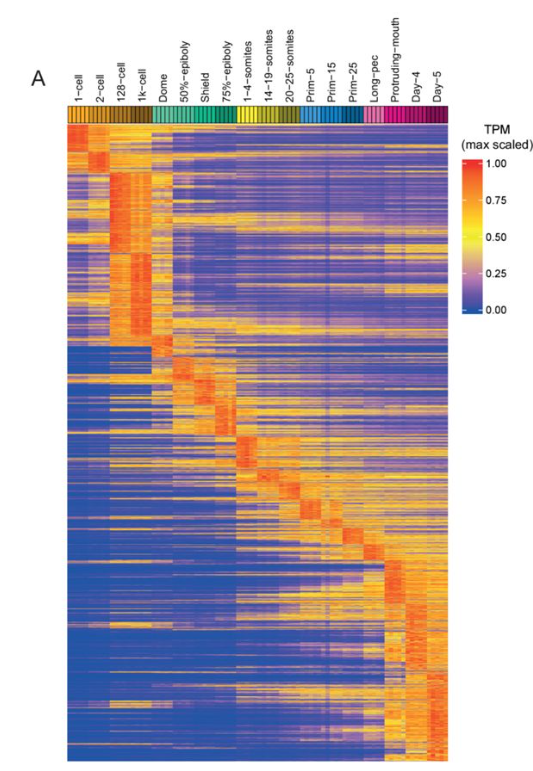 A
1−cell
2−cell
128−cell
1k−cell
Dome
50%−epiboly
Shield
75%−epiboly
1−4−somites
14−19−somites
20−25−somites
Prim−5
Prim−15
Prim−25
Long−pec
Protruding−mouth
Day−4
Day−5
TPM
(max scaled)
1.00
0.75
0.50
0.25
0.00